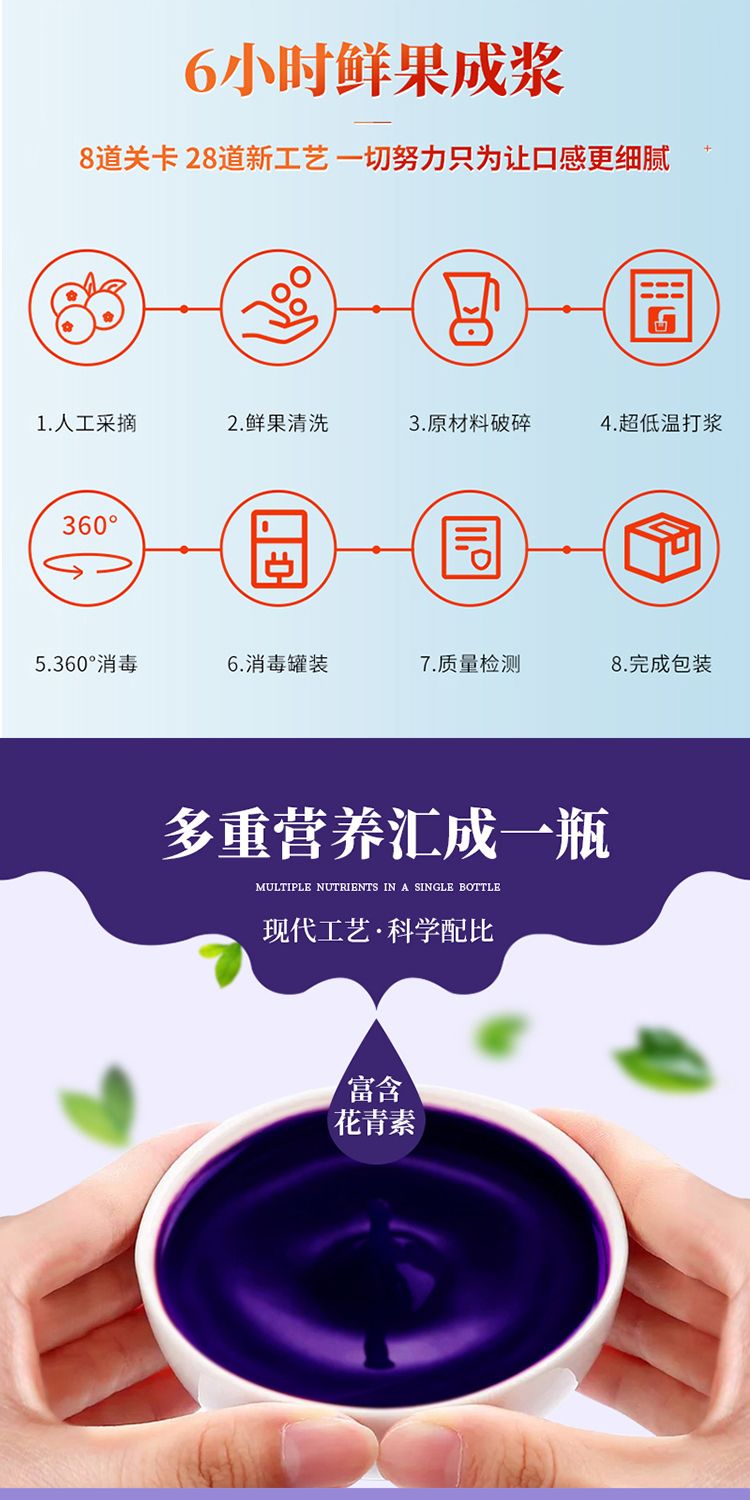 6小时鲜果成浆
8道关卡 28道新工艺 一切努力只为让口感更细腻
1.人工采摘
2.鲜果清洗
3.原材料破碎
4.超低温打浆
360°
5.360°消毒
6.消毒罐装
7.质量检测
8.完成包装
多重营养汇成一瓶
MULTIPLE NUTRIENTS IN A SINGLE BOTTLE
现代工艺·科学配比
富含
花青素